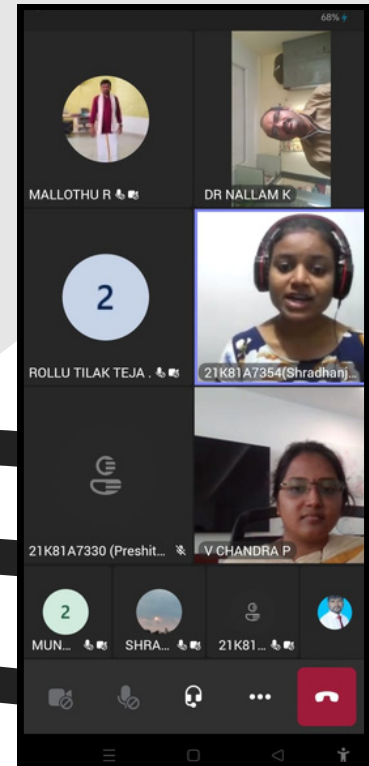 68%
MALLOTHU R
DR NALLAM K
2
ROLLU TILAK TEJA .
21K81A7354(Shradhanj...
21K81A7330 (Preshit...
V CHANDRA P
2
MUN...
SHRA...
21K81...